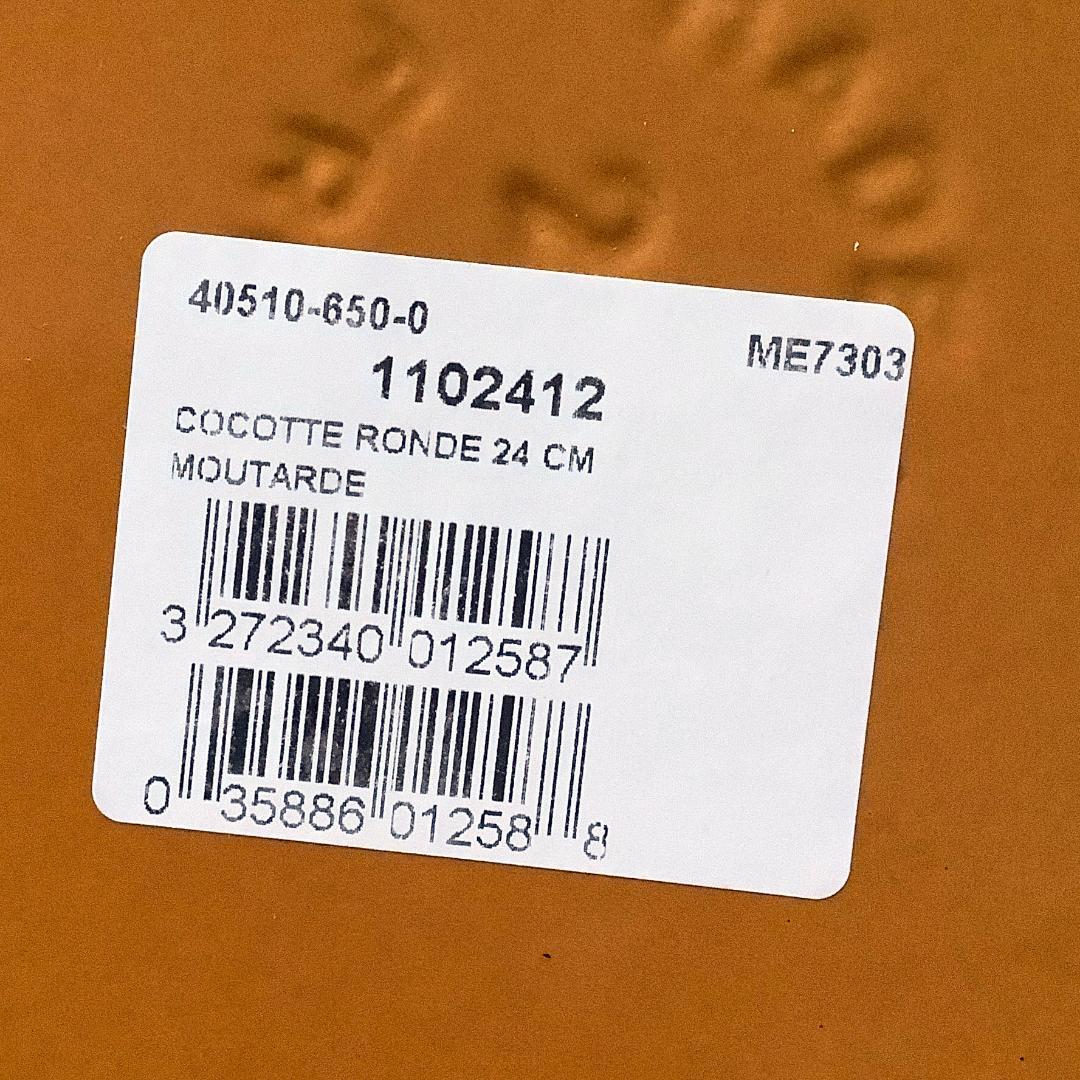 40510-650-0
ME7303
1102412
COCOTTE RONDE 24 CM
MOUTARDE
3 272340 012587
0 35886 01258 8